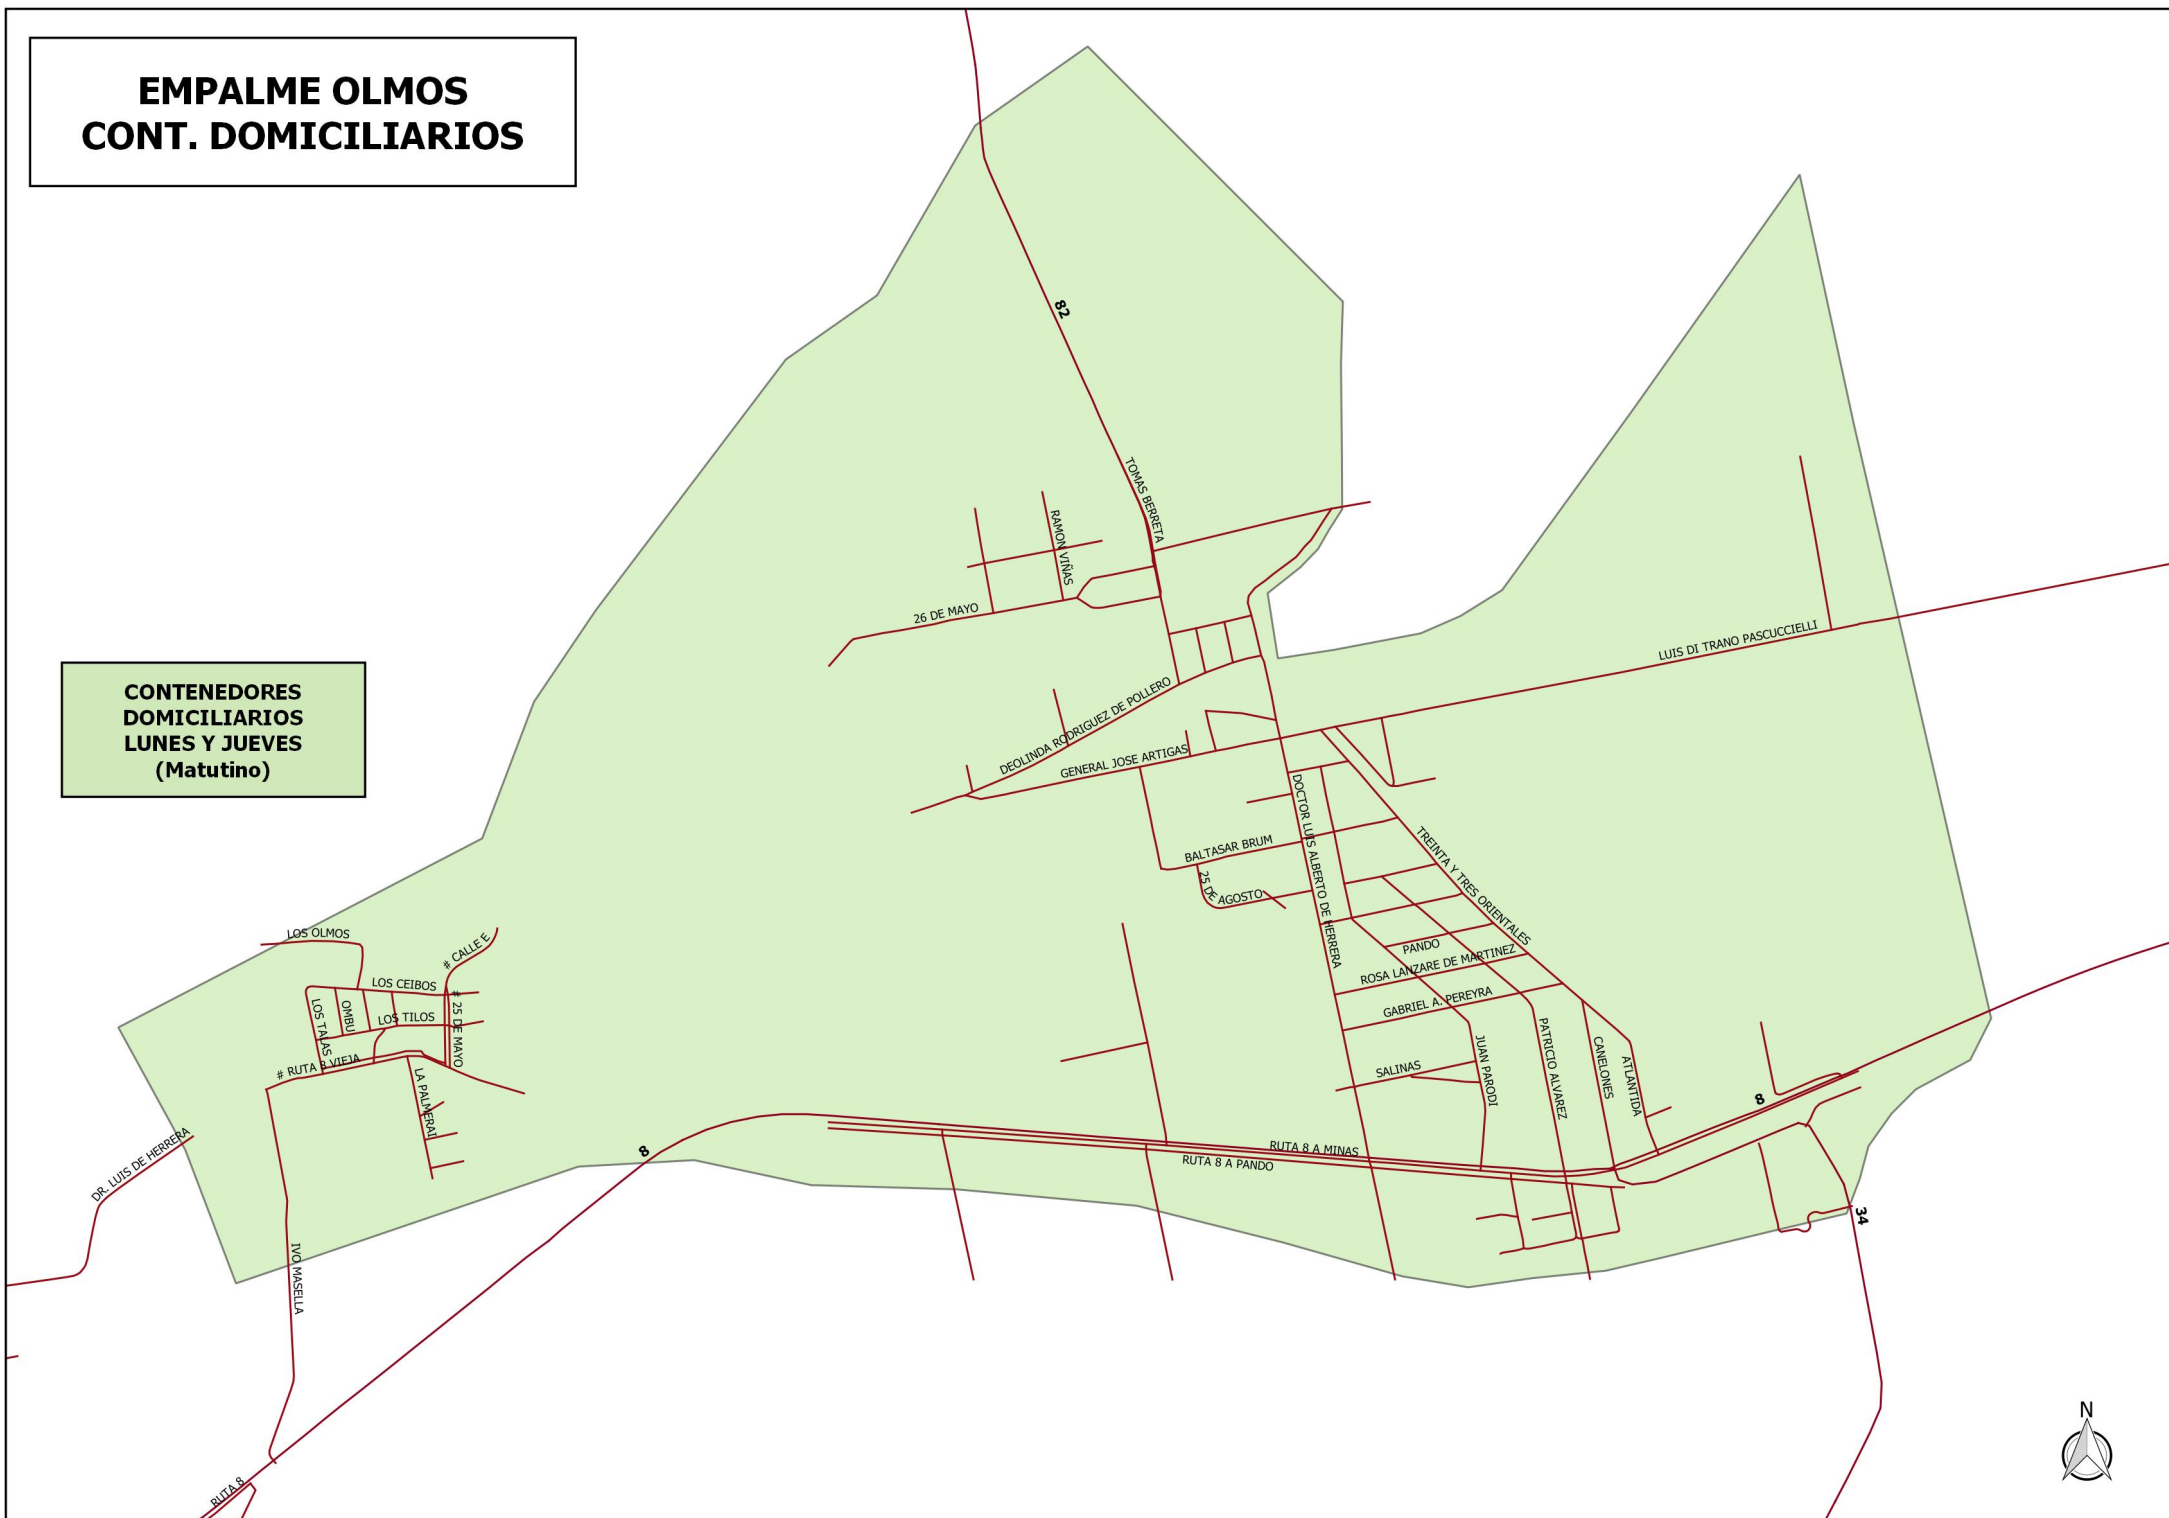 EMPALME OLMOS
CONT. DOMICILIARIOS
82
TOMAS BERRETA
RAMON VIÑAS
26 DE MAYO
LUIS DI TRANO PASCUCCIELLI
CONTENEDORES
DOMICILIARIOS
LUNES Y JUEVES
(Matutino)
DEOLINDA RODRIGUEZ DE POLLERO
GENERAL JOSE ARTIGAS
DOCTOR LUIS ALBERTO DE HERRERA
BALTASAR BRUM
25 DE AGOSTO
TREINTA Y TRES ORIENTALES
PANDO
ROSA LANZARE DE MARTINEZ
GABRIEL A. PEREYRA
LOS OLMOS
# CALLE E
LOS CEIBOS
LOS TALAS
OMBU
LOS TILOS
# 25 DE MAYO
# RUTA 8 VIEJA
LA PALMERAI
SALINAS
JUAN PARODI
PATRICIO ALVAREZ
CANELONES
ATLANTIDA
8
DR. LUIS DE HERRERA
8
RUTA 8 A MINAS
RUTA 8 A PANDO
34
IVO MASELLA
RUTA 8
N